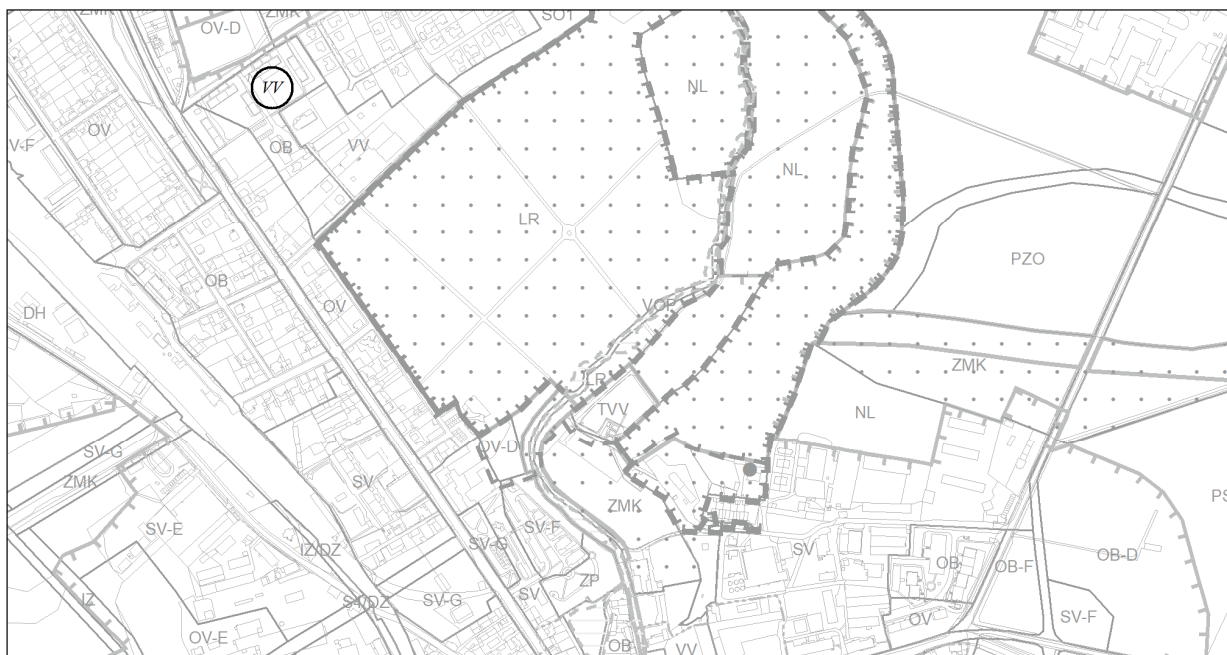 ZMK
ZMK
SO1
OV-D
VV
NL
OV
V-F
OB
VV
NL
LR
OB
OV
PZO
DH
VOP
ZMK
LR
TVV
NL
OV-D
SV-G
SV
ZMK
ZMK
PS
SV-E
SV-F
IZ/DZ
SV-G
SV
OB-D
OB
OB-F
ZP
IZ
S4/DZ
SV-G
SV
OV
SV-F
OV-E
OB
VV